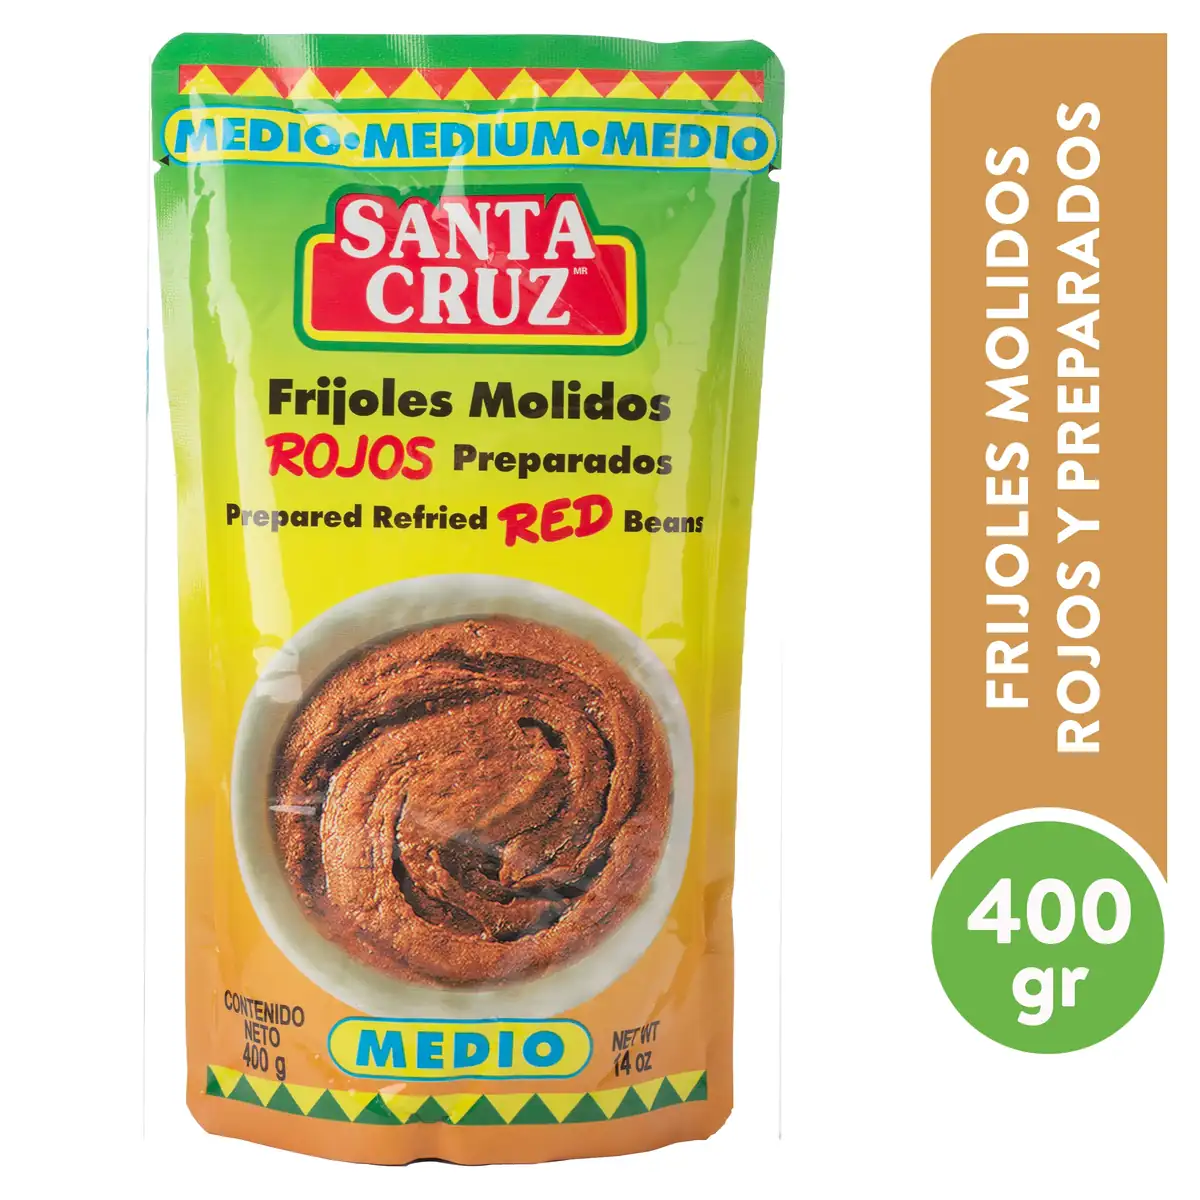 MEDIO•MEDIUM•MEDIO
SANTA
CRUZ MR
Frijoles Molidos
ROJOS Preparados
Prepared Refried RED Beans
CONTENIDO
NETO
400 g
MEDIO
NET WT
14 OZ
FRIJOLES MOLIDOS
ROJOS Y PREPARADOS
400
gr